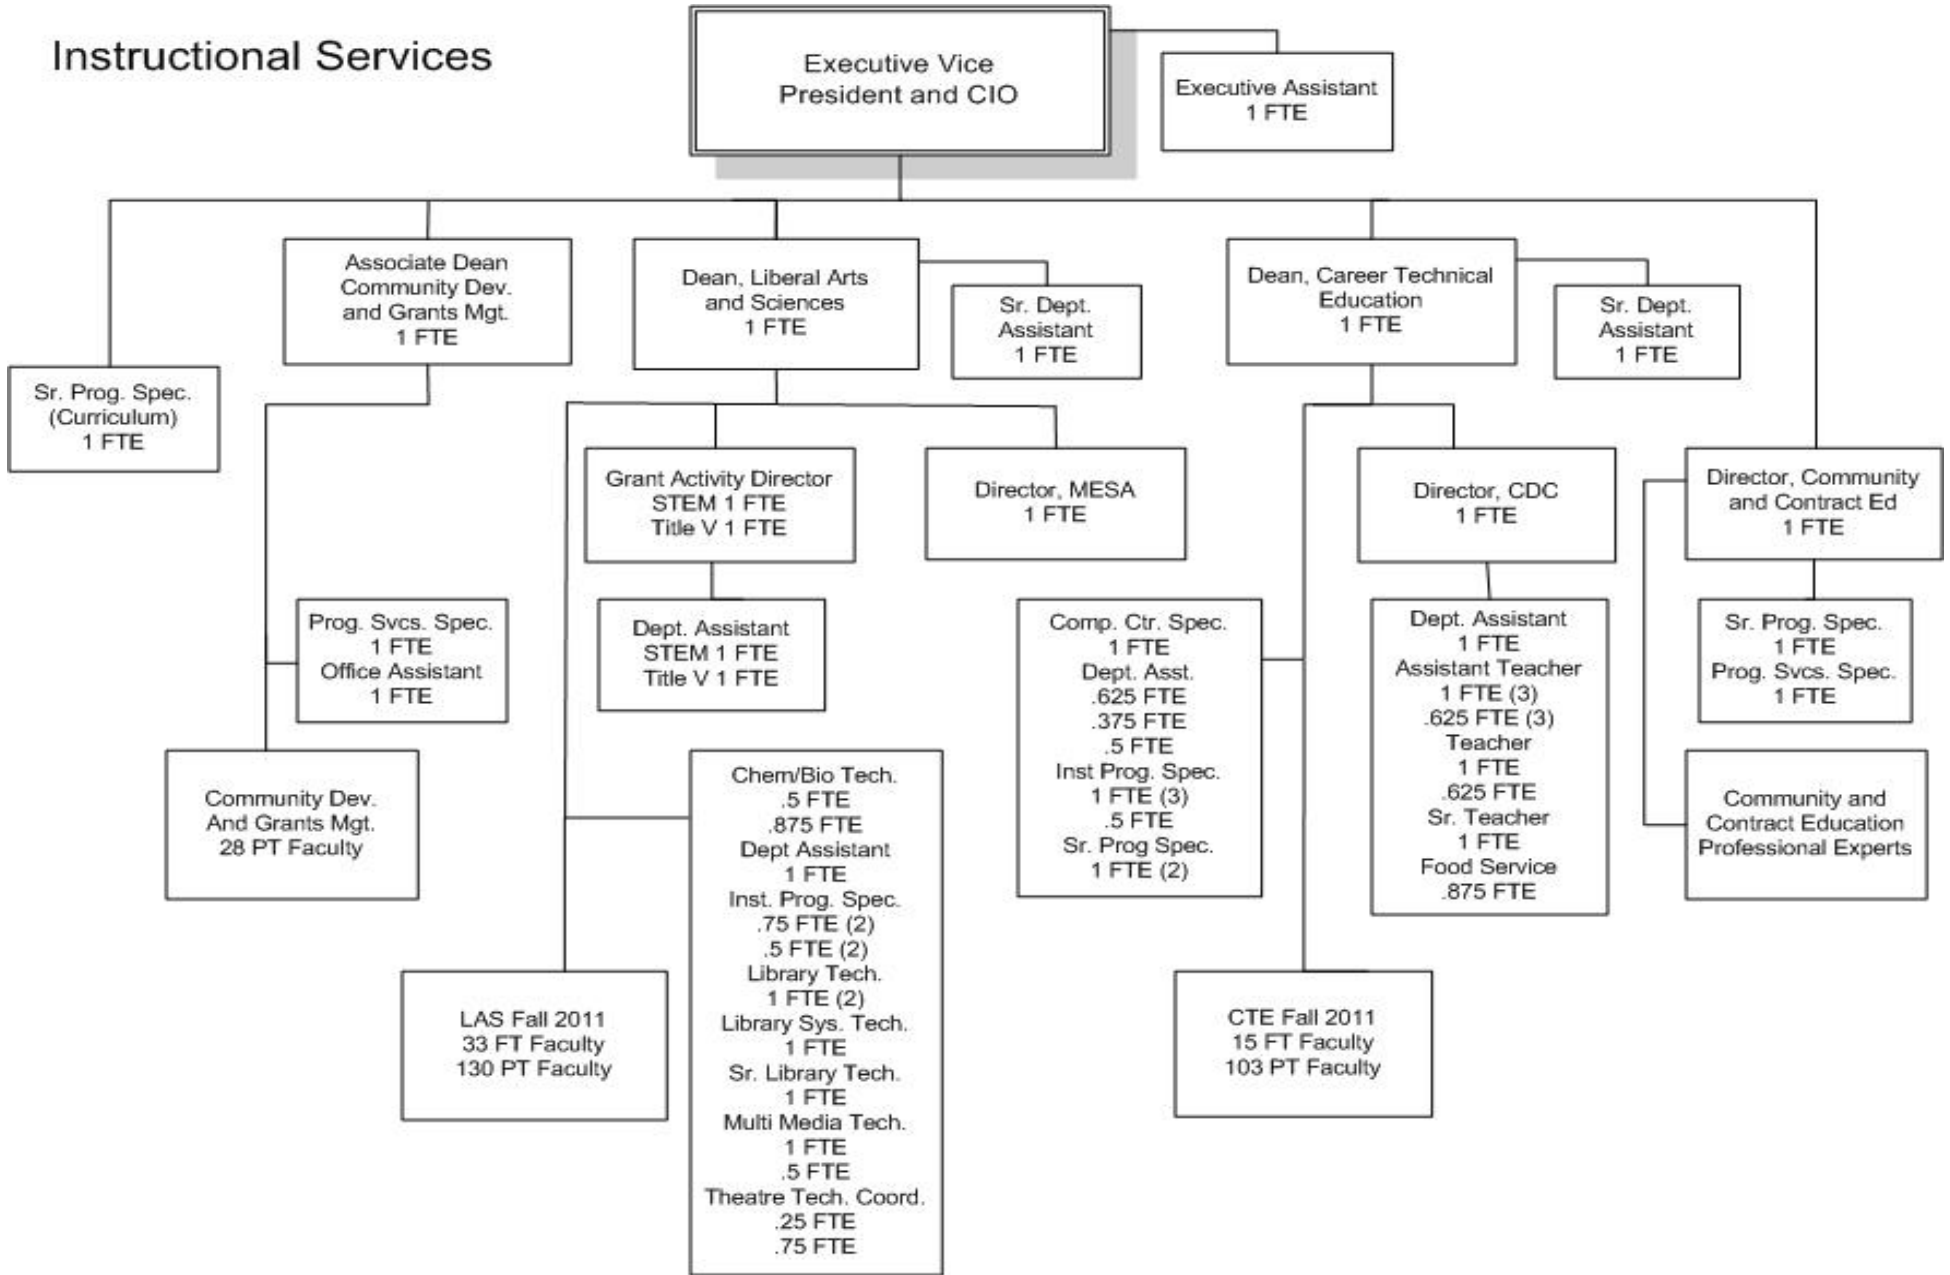 Instructional Services
Executive Vice
President and CIO
Executive Assistant
1 FTE
Associate Dean
Community Dev.
and Grants Mgt.
1 FTE
Dean, Liberal Arts
and Sciences
1 FTE
Sr. Dept.
Assistant
1 FTE
Dean, Career Technical
Education
1 FTE
Sr. Dept.
Assistant
1 FTE
Sr. Prog. Spec.
(Curriculum)
1 FTE
Grant Activity Director
STEM 1 FTE
Title V 1 FTE
Director, MESA
1 FTE
Director, CDC
1 FTE
Director, Community
and Contract Ed
1 FTE
Prog. Svcs. Spec.
1 FTE
Office Assistant
1 FTE
Dept. Assistant
STEM 1 FTE
Title V 1 FTE
Comp. Ctr. Spec.
1 FTE
Dept. Asst.
.625 FTE
.375 FTE
.5 FTE
Inst Prog. Spec.
1 FTE (3)
.5 FTE
Sr. Prog Spec.
1 FTE (2)
Dept. Assistant
1 FTE
Assistant Teacher
1 FTE (3)
.625 FTE (3)
Teacher
1 FTE
.625 FTE
Sr. Teacher
1 FTE
Food Service
.875 FTE
Sr. Prog. Spec.
1 FTE
Prog. Svcs. Spec.
1 FTE
Community Dev.
And Grants Mgt.
28 PT Faculty
Chem/Bio Tech.
.5 FTE
.875 FTE
Dept Assistant
1 FTE
Inst. Prog. Spec.
.75 FTE (2)
.5 FTE (2)
Library Tech.
1 FTE (2)
Library Sys. Tech.
1 FTE
Sr. Library Tech.
1 FTE
Multi Media Tech.
1 FTE
.5 FTE
Theatre Tech. Coord.
.25 FTE
.75 FTE
Community and
Contract Education
Professional Experts
LAS Fall 2011
33 FT Faculty
130 PT Faculty
CTE Fall 2011
15 FT Faculty
103 PT Faculty